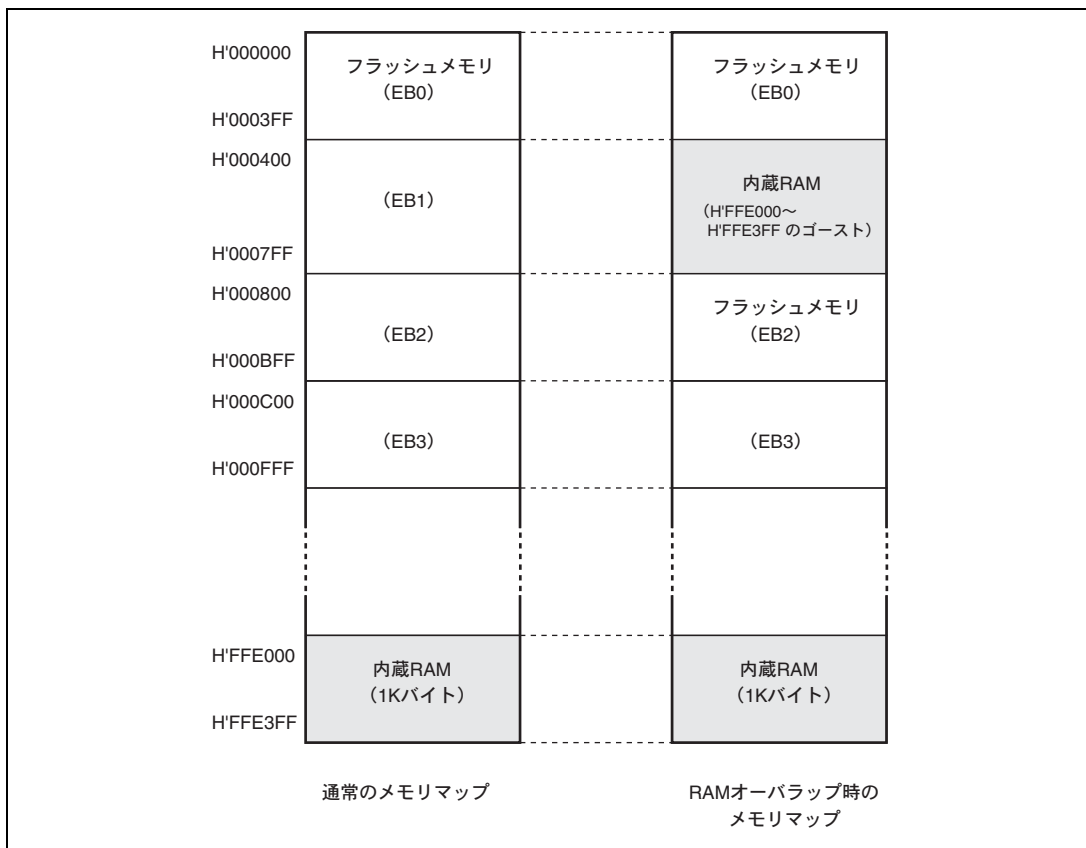 H'000000
フラッシュメモリ
(EB0)
フラッシュメモリ
(EB0)
H'0003FF
H'000400
(EB1)
内蔵RAM
(H'FFE000～
H'FFE3FF のゴースト)
H'0007FF
H'000800
(EB2)
フラッシュメモリ
(EB2)
H'000BFF
H'000C00
(EB3)
(EB3)
H'000FFF
H'FFE000
内蔵RAM
(1Kバイト)
内蔵RAM
(1Kバイト)
H'FFE3FF
通常のメモリマップ
RAMオーバラップ時の
メモリマップ